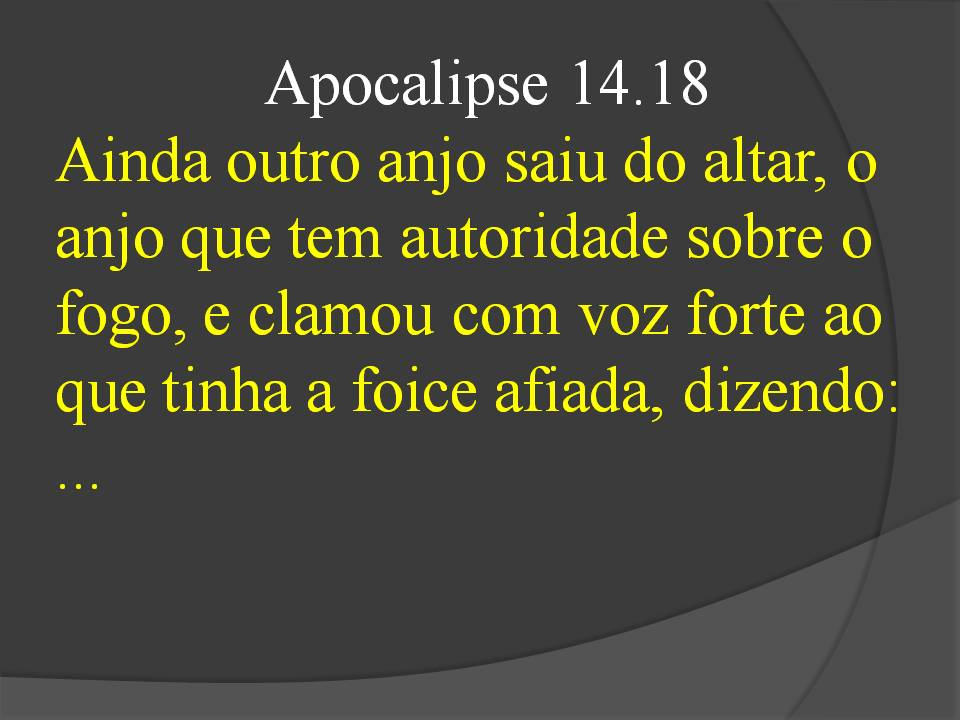 Apocalipse 14.18
Ainda outro anjo saiu do altar, o
anjo que tem autoridade sobre o
fogo, e clamou com voz forte ao
que tinha a foice afiada, dizendo:
...